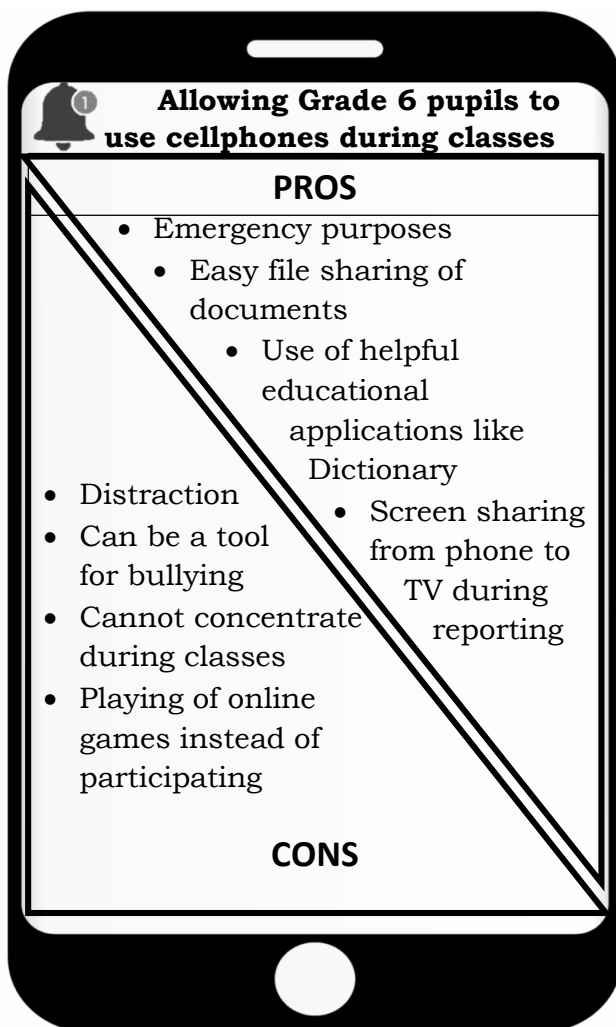 1
Allowing Grade 6 pupils to
use cellphones during classes
PROS
• Emergency purposes
• Easy file sharing of
documents
• Use of helpful
educational
applications like
Dictionary
• Screen sharing
from phone to
TV during
reporting
• Distraction
• Can be a tool
for bullying
• Cannot concentrate
during classes
• Playing of online
games instead of
participating
CONS